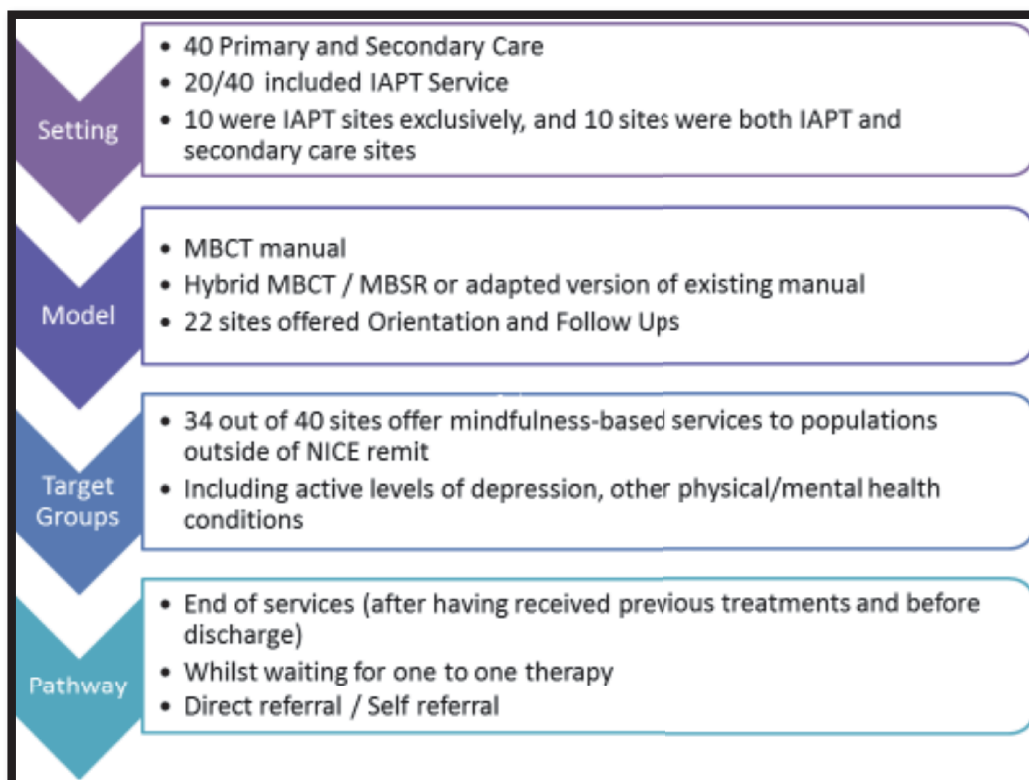 Setting
• 40 Primary and Secondary Care
• 20/40 included IAPT Service
• 10 were IAPT sites exclusively, and 10 sites were both IAPT and
secondary care sites
Model
• MBCT manual
• Hybrid MBCT / MBSR or adapted version of existing manual
• 22 sites offered Orientation and Follow Ups
Target
Groups
• 34 out of 40 sites offer mindfulness-based services to populations
outside of NICE remit
• Including active levels of depression, other physical/mental health
conditions
Pathway
• End of services (after having received previous treatments and before
discharge)
• Whilst waiting for one to one therapy
• Direct referral / Self referral